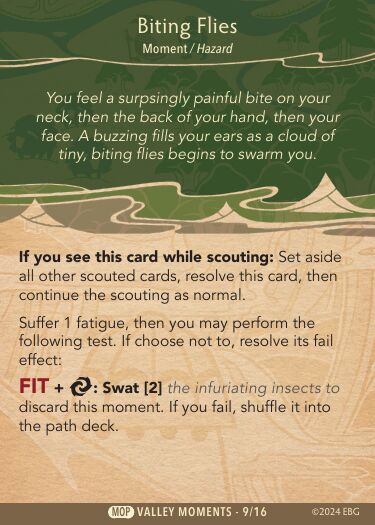 Biting Flies
Moment / Hazard
You feel a surpsingly painful bite on your
neck, then the back of your hand, then your
face. A buzzing fills your ears as a cloud of
tiny, biting flies begins to swarm you.
If you see this card while scouting: Set aside
all other scouted cards, resolve this card, then
continue the scouting as normal.
Suffer 1 fatigue, then you may perform the
following test. If choose not to, resolve its fail
effect:
FIT + : Swat [2] the infuriating insects to
discard this moment. If you fail, shuffle it into
the path deck.
MOP VALLEY MOMENTS - 9/16 ©2024 EBG